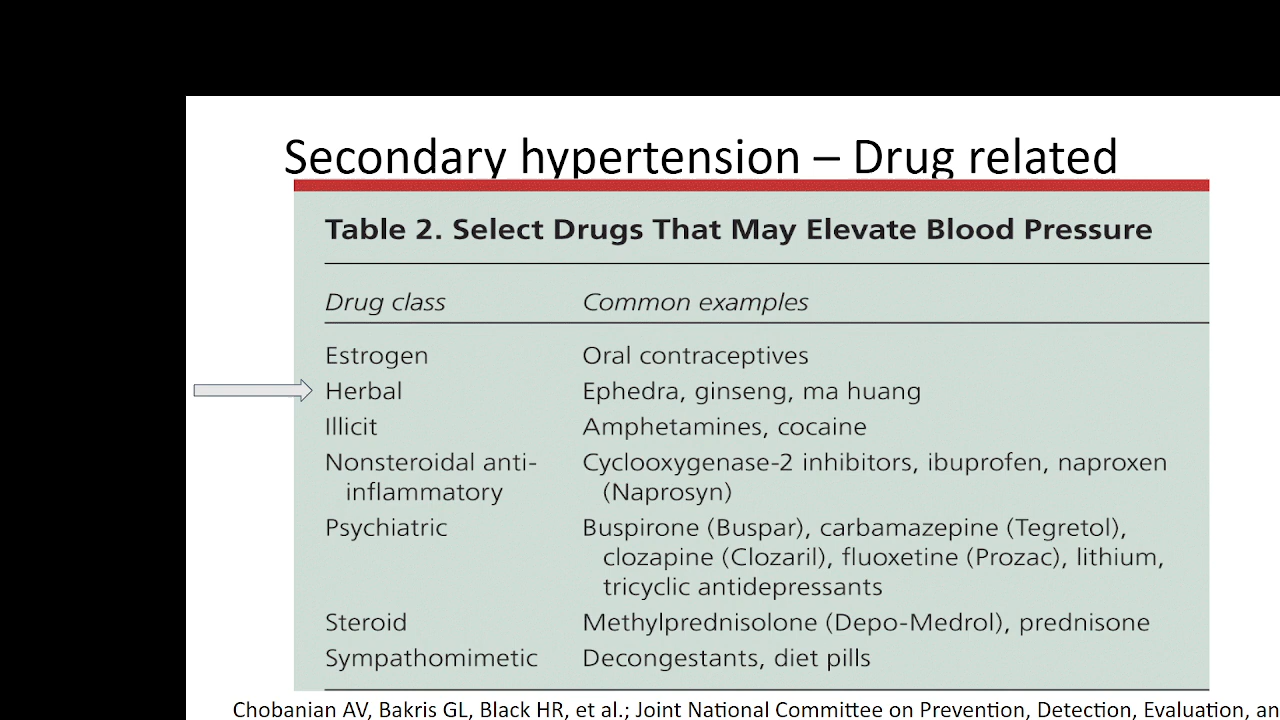 Secondary hypertension – Drug related
Table 2. Select Drugs That May Elevate Blood Pressure
Drug class Common examples
Estrogen Oral contraceptives
Herbal Ephedra, ginseng, ma huang
Illicit Amphetamines, cocaine
Nonsteroidal anti- Cyclooxygenase-2 inhibitors, ibuprofen, naproxen
inflammatory (Naprosyn)
Psychiatric Buspirone (Buspar), carbamazepine (Tegretol),
clozapine (Clozaril), fluoxetine (Prozac), lithium,
tricyclic antidepressants
Steroid Methylprednisolone (Depo-Medrol), prednisone
Sympathomimetic Decongestants, diet pills
Chobanian AV, Bakris GL, Black HR, et al.; Joint National Committee on Prevention, Detection, Evaluation, an